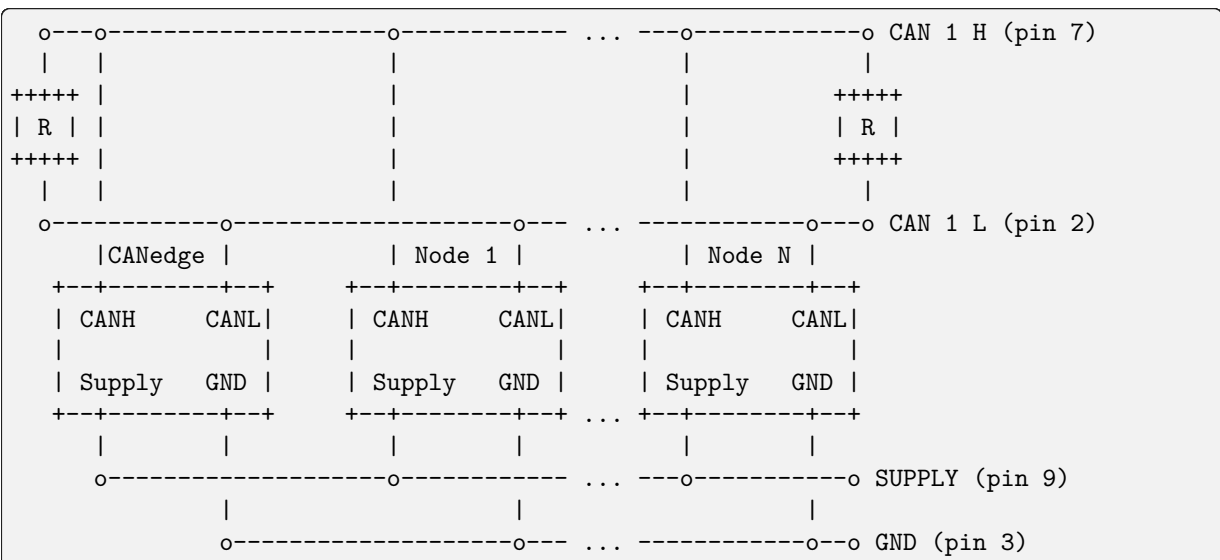 o---o--------------------o------------ ... ---o------------o CAN 1 H (pin 7)
| | | | |
+++++ | | | +++++
| R | | | | | R |
+++++ | | | +++++
| | | | |
o------------o--------------------o--- ... ------------o---o CAN 1 L (pin 2)
|CANedge | | Node 1 | | Node N |
+--+--------+--+ +--+--------+--+ +--+--------+--+
| CANH CANL| | CANH CANL| | CANH CANL|
| | | | | |
| Supply GND | | Supply GND | | Supply GND |
+--+--------+--+ +--+--------+--+ ... +--+--------+--+
| | | | | |
o--------------------o------------ ... ---o-----------o SUPPLY (pin 9)
| | |
o--------------------o--- ... ------------o--o GND (pin 3)